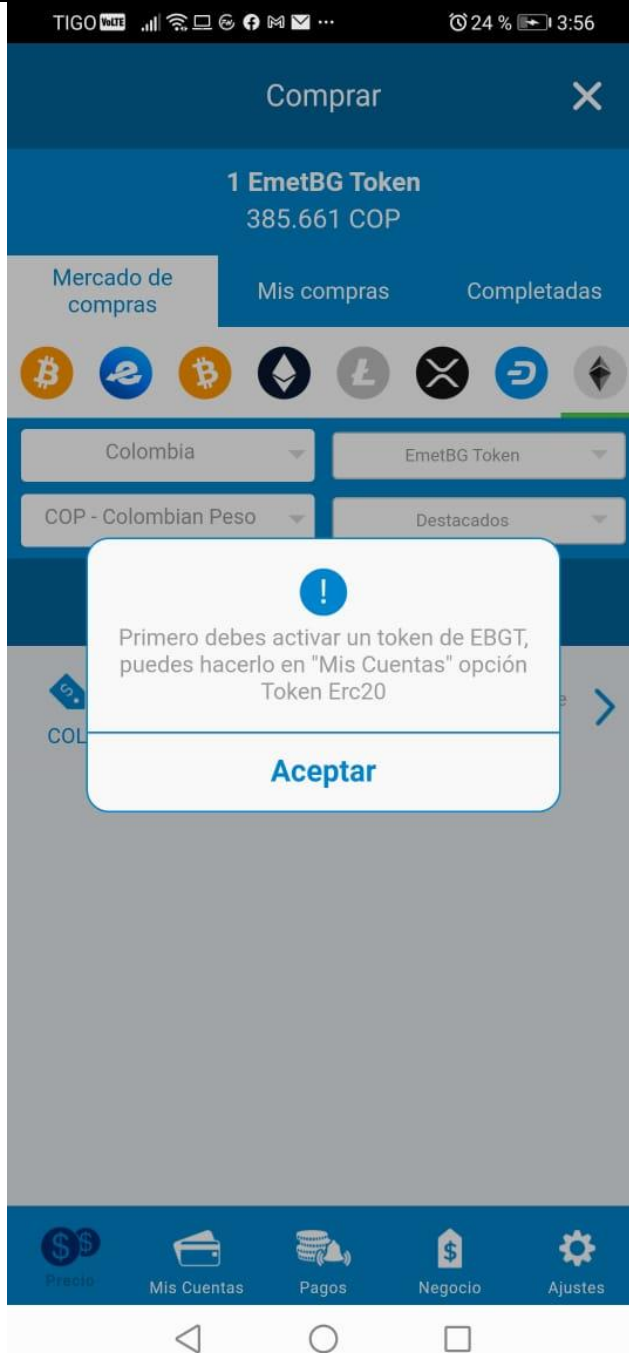 TIGO VoLTE ... 24 % 3:56
Comprar
1 EmetBG Token
385.661 COP
Mercado de
compras
Mis compras
Completadas
Colombia
EmetBG Token
COP - Colombian Peso
Destacados
!
Primero debes activar un token de EBGT,
puedes hacerlo en "Mis Cuentas" opción
Token Erc20
COL
e
Aceptar
Precio
Mis Cuentas
Pagos
Negocio
Ajustes